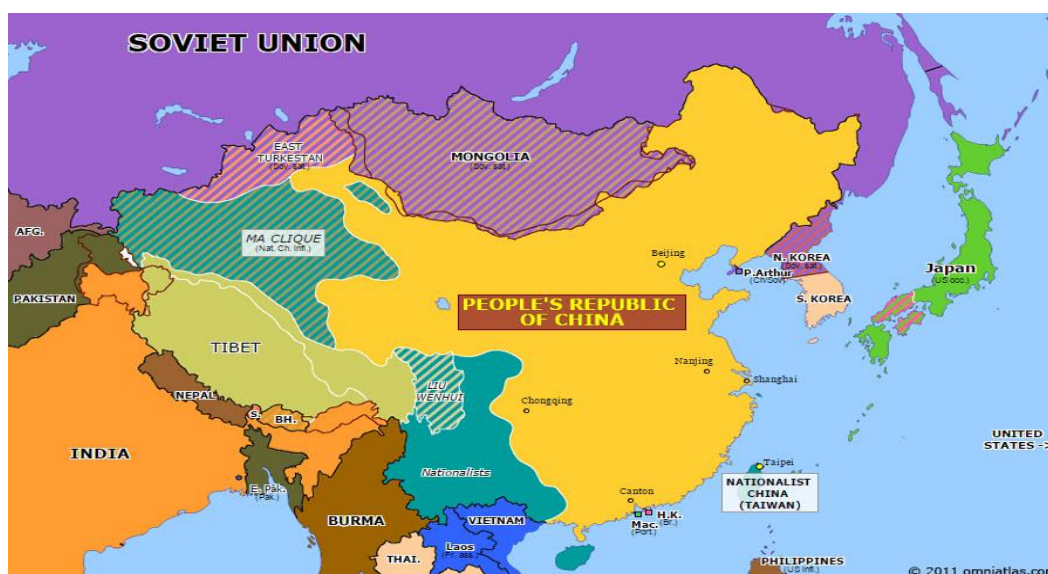 SOVIET UNION
EAST
TURKESTAN
(Sov. sat.)
MONGOLIA
(Sov. sat.)
MA CLIQUE
(Nat. Ch. Infl.)
AFG.
PAKISTAN
Beijing
N. KOREA
(Sov. sat.)
P.Arthur
(Ch/Sov)
Japan
(US occ.)
S. KOREA
PEOPLE'S REPUBLIC
OF CHINA
TIBET
Nanjing
Shanghai
LIU
WENHUI
NEPAL
Chongqing
S.
BH.
INDIA
UNITED
STATES ->
Nationalists
Taipei
NATIONALIST
CHINA
(TAIWAN)
E. Pak.
(Pak.)
Canton
H.K.
(Br.)
Mac.
(Port.)
BURMA
VIETNAM
Laos
(Fr. ass.)
THAI.
PHILIPPINES
(US infl.)
© 2011 omniatlas.com